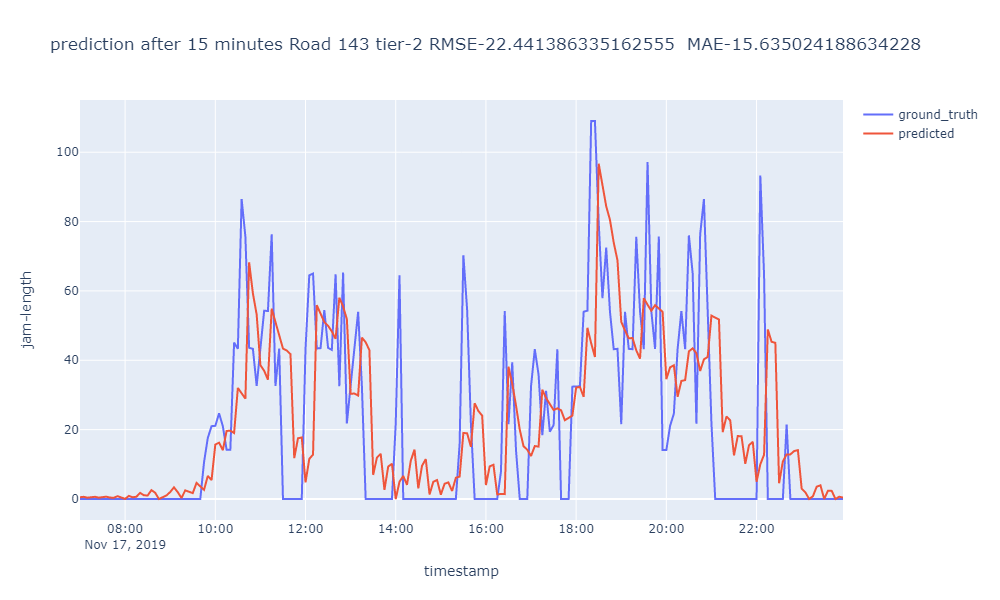 prediction after 15 minutes Road 143 tier-2 RMSE-22.441386335162555  MAE-15.635024188634228
ground_truth
predicted
jam-length
100
80
60
40
20
0
08:00 10:00 12:00 14:00 16:00 18:00 20:00 22:00
Nov 17, 2019
timestamp